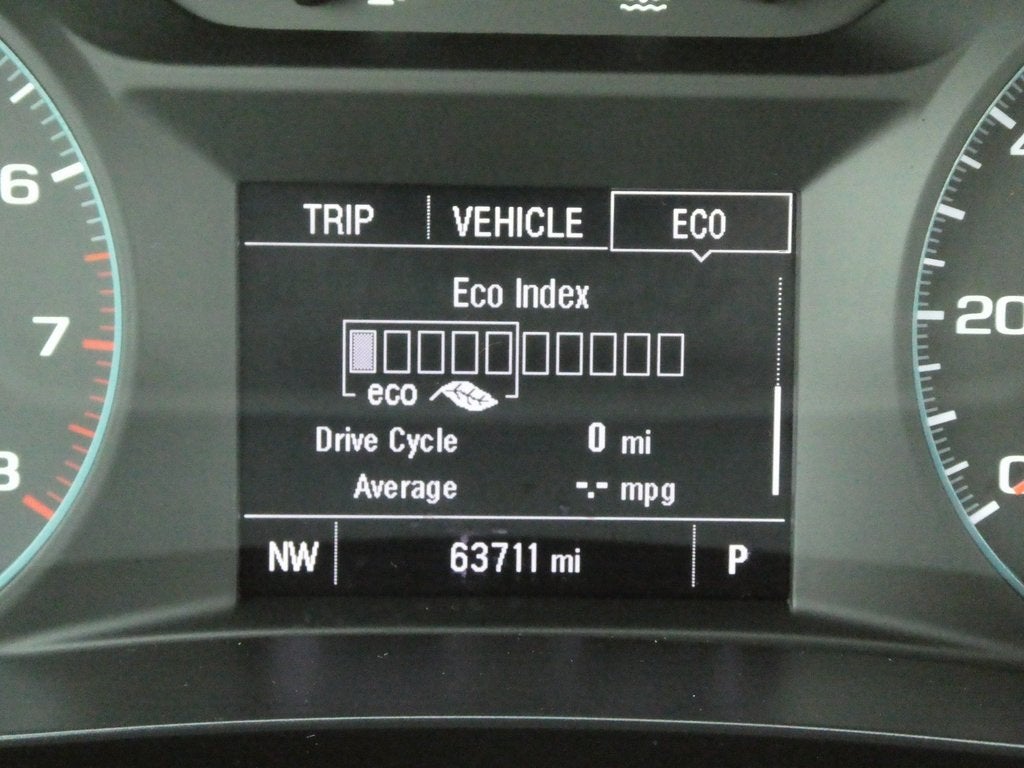 6
7
8
TRIP VEHICLE ECO
Eco Index
eco
Drive Cycle 0 mi
Average -.- mpg
NW 63711 mi P
20
0